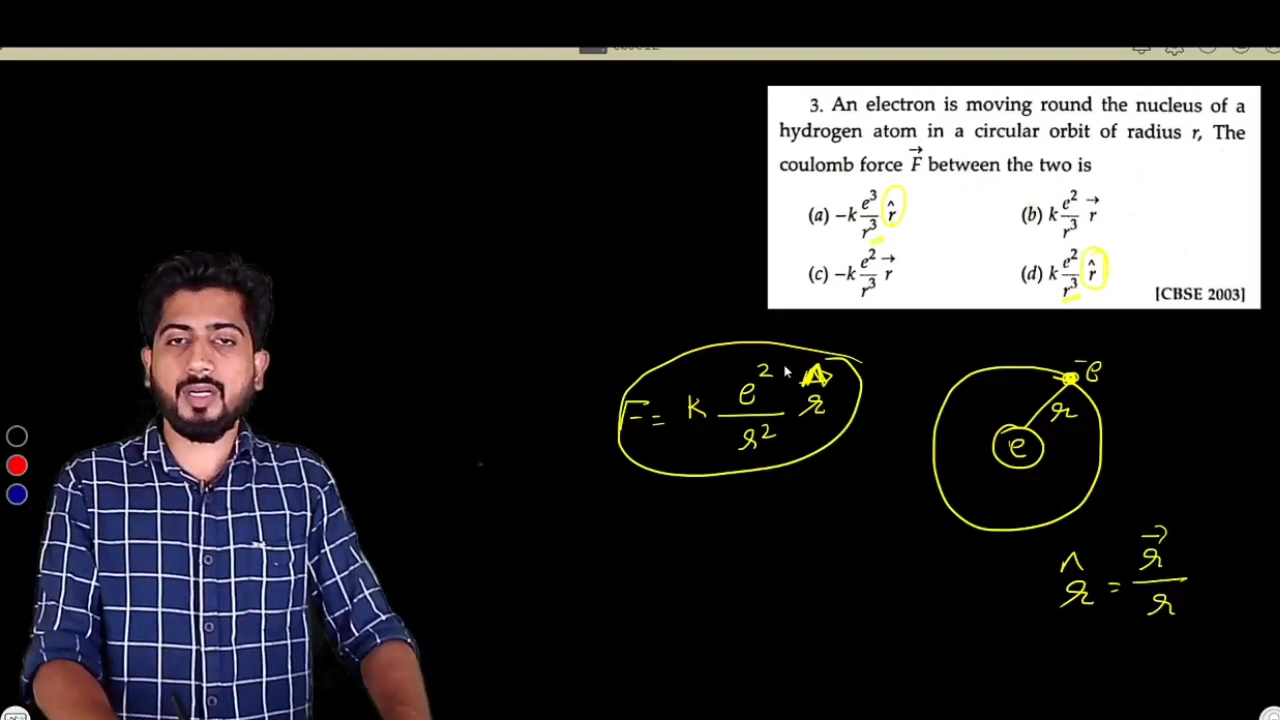 3. An electron is moving round the nucleus of a
hydrogen atom in a circular orbit of radius r, The
coulomb force F⃗ between the two is
(a) −k e³/r³ r̂ (b) k e²/r³ r⃗
(c) −k e²/r³ r⃗ (d) k e²/r³ r̂
[CBSE 2003]
F = k e²/r² r̂
−e
r
e
r̂ = r⃗/r